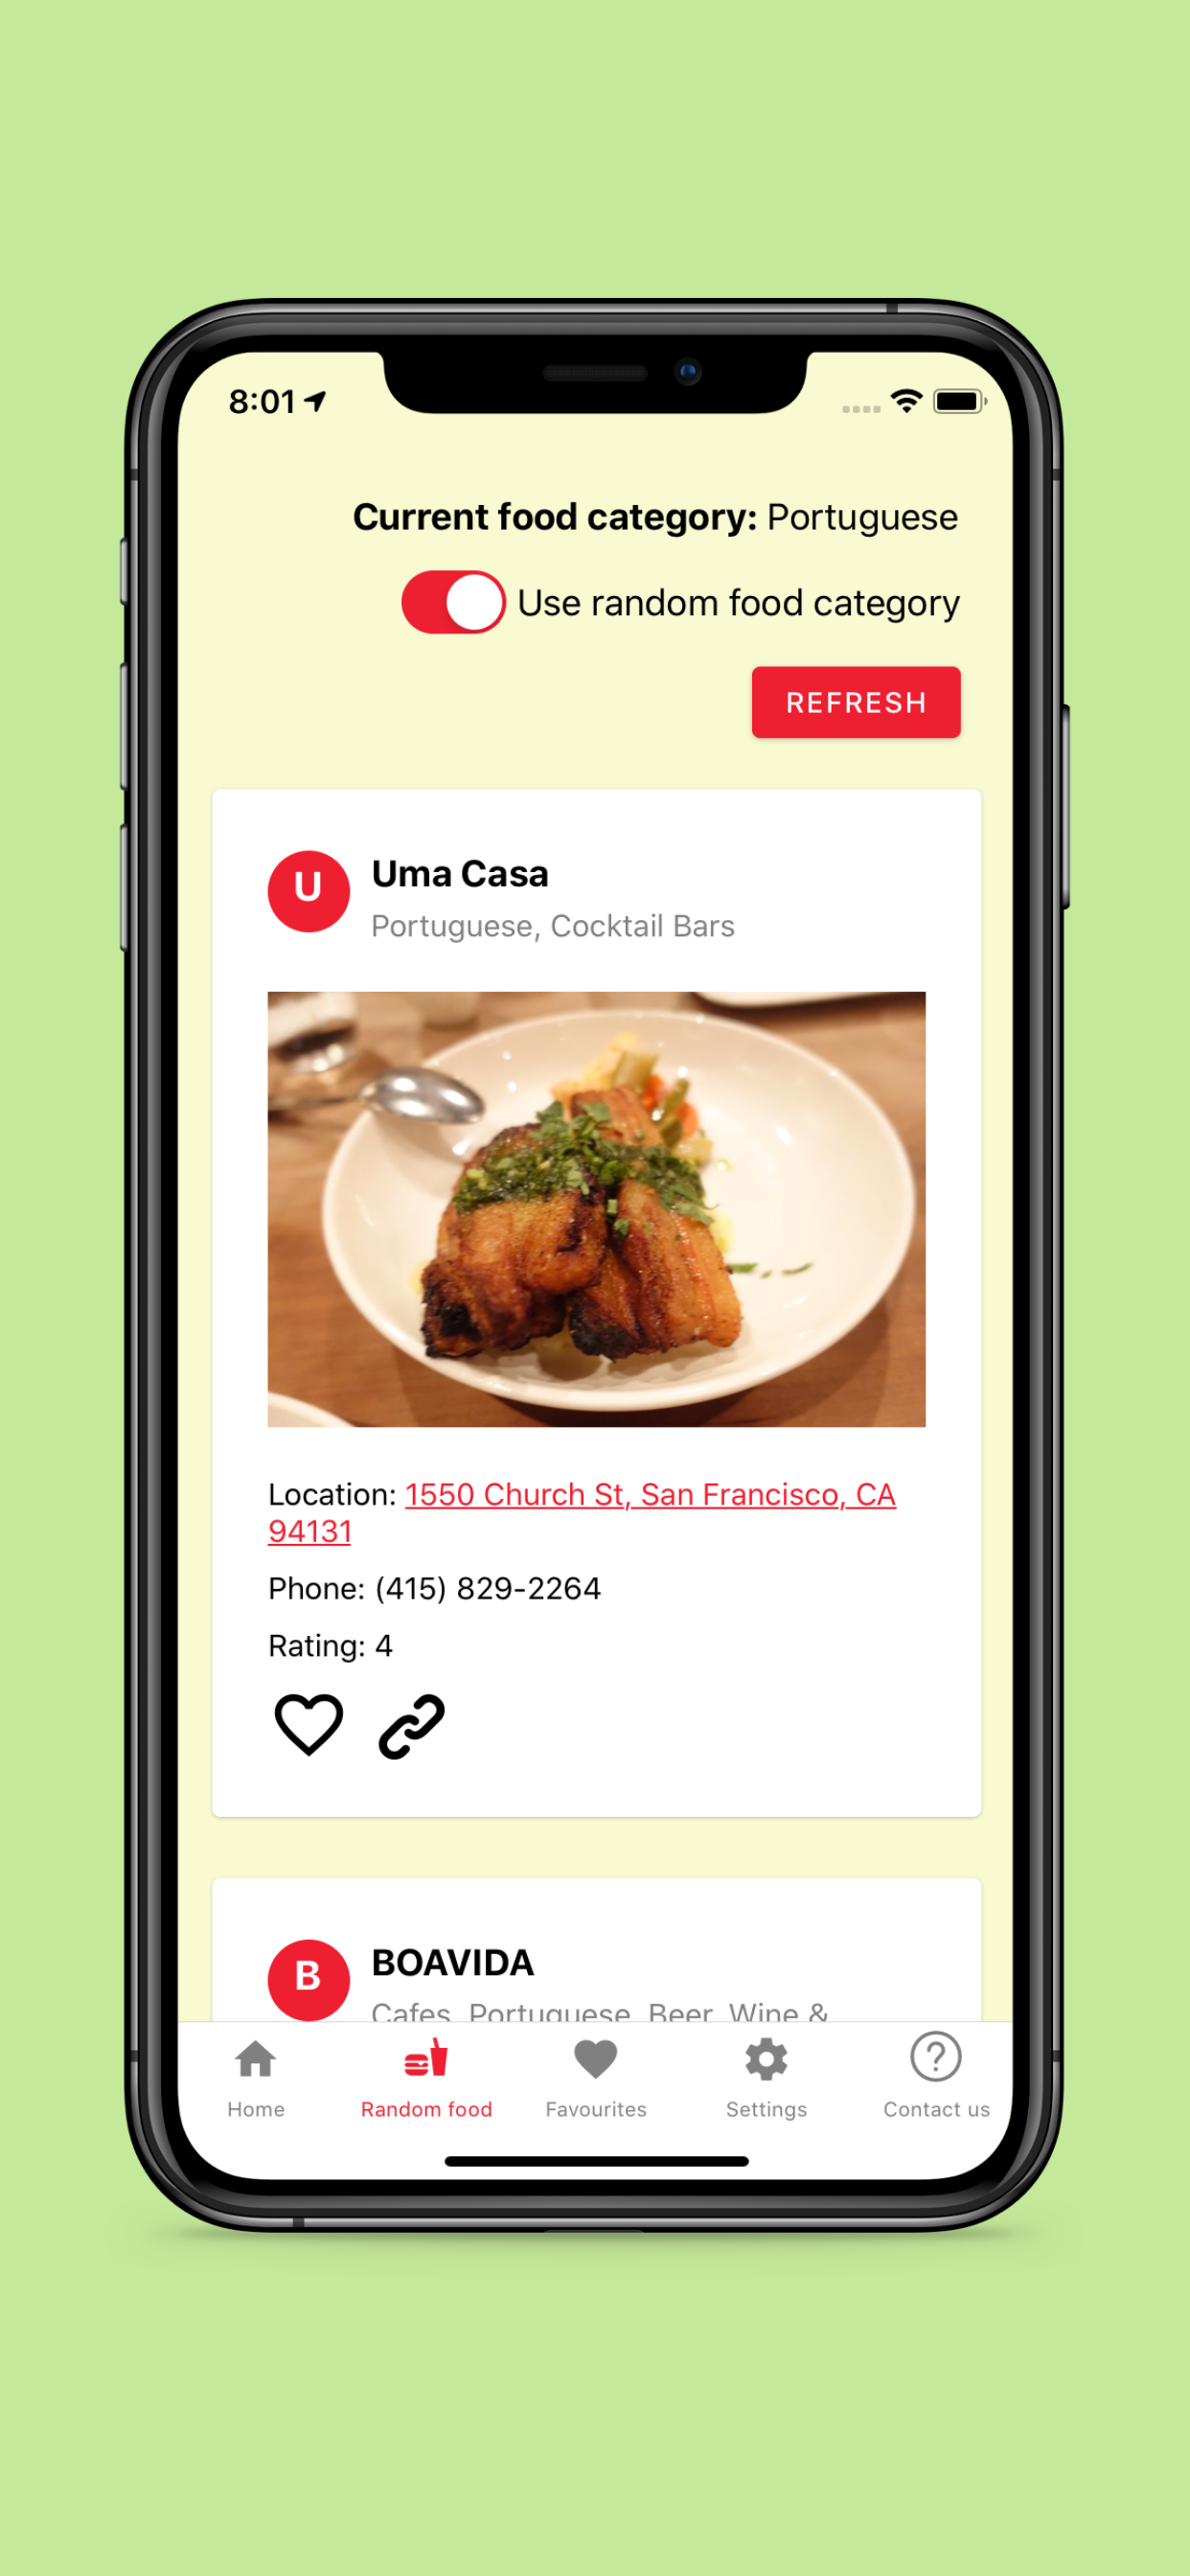 8:01
Current food category: Portuguese
Use random food category
REFRESH
U
Uma Casa
Portuguese, Cocktail Bars
Location: 1550 Church St, San Francisco, CA
94131
Phone: (415) 829-2264
Rating: 4
B
BOAVIDA
Cafes, Portuguese, Beer, Wine &
Home
Random food
Favourites
Settings
Contact us